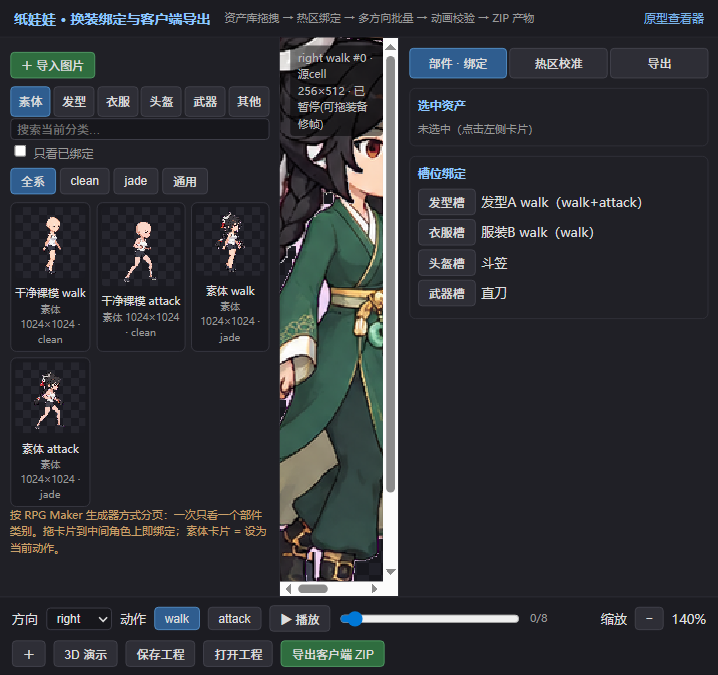 纸娃娃 • 换装绑定与客户端导出
资产库拖拽 → 热区绑定 → 多方向批量 → 动画校验 → ZIP 产物
原型查看器
＋ 导入图片
素体
发型
衣服
头盔
武器
其他
搜索当前分类...
只看已绑定
全系
clean
jade
通用
干净裸模 walk
素体
1024×1024 ·
clean
干净裸模 attack
素体 1024×1024
· clean
素体 walk
素体
1024×1024 ·
jade
素体 attack
素体
1024×1024 ·
jade
按 RPG Maker 生成器方式分页：一次只看一个部件
类别。拖卡片到中间角色上即绑定；素体卡片 = 设为
当前动作。
right walk #0 ·
源cell
256×512 · 已
暂停(可拖装备
修帧)
部件 · 绑定
热区校准
导出
选中资产
未选中（点击左侧卡片）
槽位绑定
发型槽 发型A walk（walk+attack）
衣服槽 服装B walk（walk）
头盔槽 斗笠
武器槽 直刀
方向 right 动作 walk attack ▶ 播放 0/8 缩放 − 140%
＋ 3D 演示 保存工程 打开工程 导出客户端 ZIP